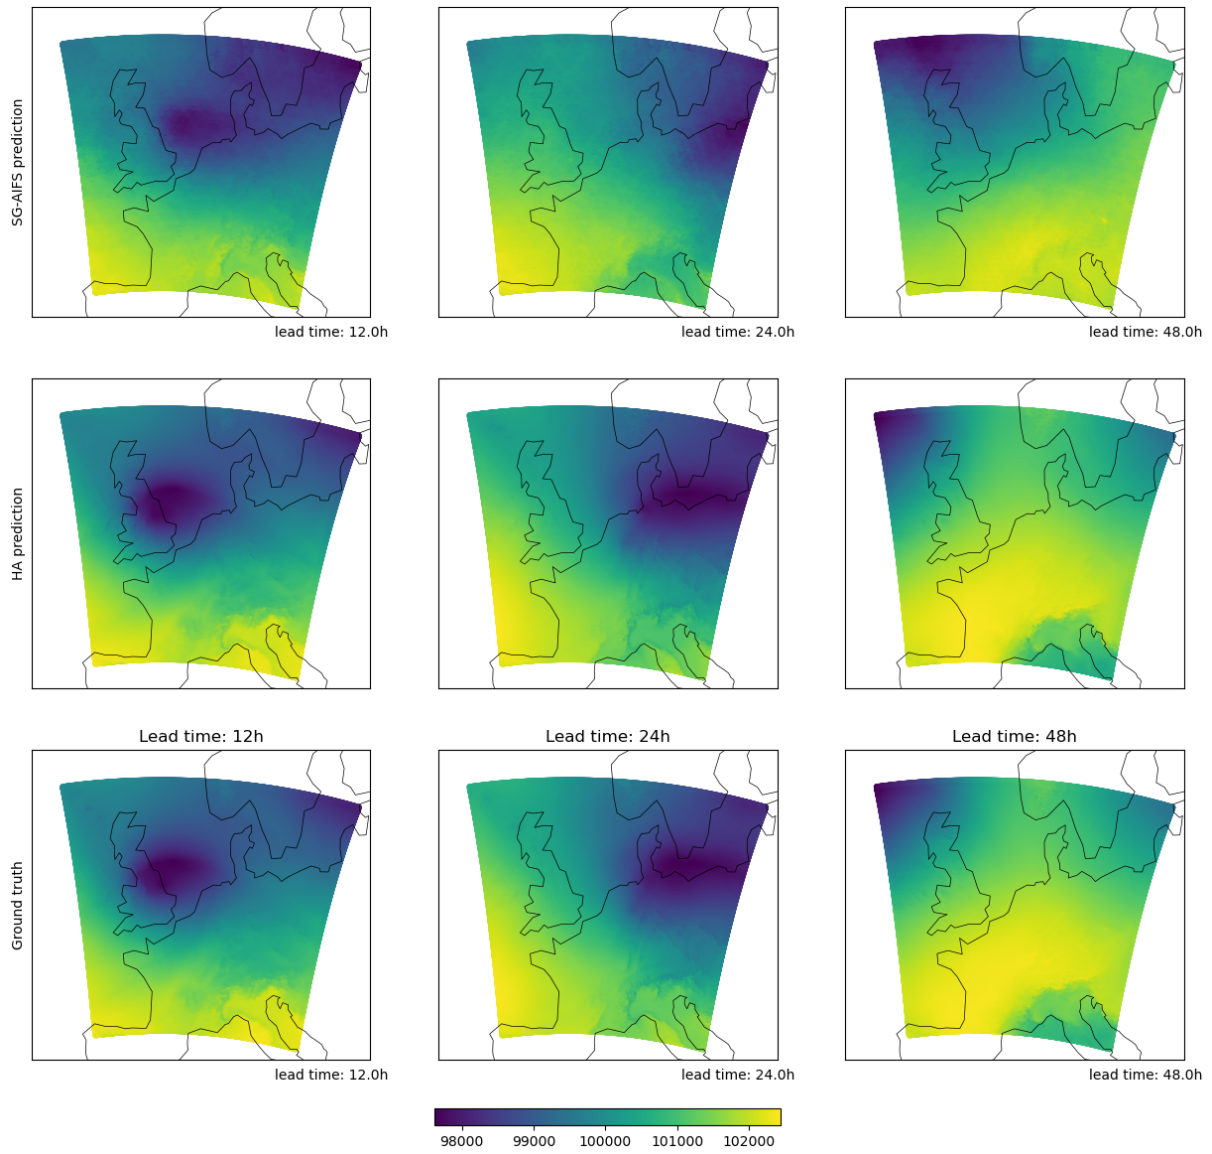 SG-AIFS prediction
lead time: 12.0h
lead time: 24.0h
lead time: 48.0h
HA prediction
Lead time: 12h
Lead time: 24h
Lead time: 48h
Ground truth
lead time: 12.0h
lead time: 24.0h
lead time: 48.0h
98000 99000 100000 101000 102000